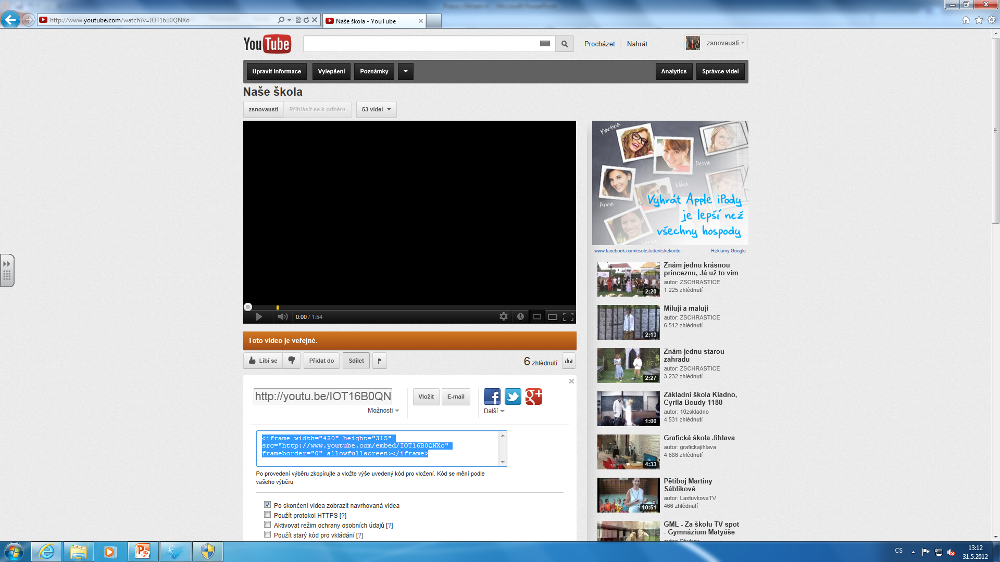 http://www.youtube.com/watch?v=IOT16B0QNXo
Naše škola - YouTube
YouTube
Procházet
Nahrát
zsnovausti
Upravit informace
Vylepšení
Poznámky
Analytics
Správce videí
Naše škola
zsnovausti
Přihlásit se k odběru
53 videí
Martina
Petra
Klára
Anna
Lenka
Vyhrát Apple iPody
je lepší než
všechny hospody
www.facebook.com/csobstudentskekonto
Reklamy Google
0:00 / 1:54
Toto video je veřejné.
Líbí se
Přidat do
Sdílet
6 zhlédnutí
http://youtu.be/IOT16B0QN
Možnosti
Vložit
E-mail
Další
<iframe width="420" height="315"
src="http://www.youtube.com/embed/IOT16B0QNXo"
frameborder="0" allowfullscreen></iframe>
Po provedení výběru zkopírujte a vložte výše uvedený kód pro vložení. Kód se mění podle
vašeho výběru.
Po skončení videa zobrazit navrhovaná videa
Použít protokol HTTPS [?]
Aktivovat režim ochrany osobních údajů [?]
Použít starý kód pro vkládání [?]
2:20
Znám jednu krásnou
princeznu, Já už to vím
autor: ZSCHRASTICE
1 225 zhlédnutí
2:13
Miluji a maluji
autor: ZSCHRASTICE
6 512 zhlédnutí
2:27
Znám jednu starou
zahradu
autor: ZSCHRASTICE
3 232 zhlédnutí
1:00
Základní škola Kladno,
Cyrila Boudy 1188
autor: 10zskladno
4 531 zhlédnutí
4:33
Grafická škola Jihlava
autor: grafickajihlava
4 686 zhlédnutí
10:51
Pětiboj Martiny
Sáblíkové
autor: LastuvkovaTV
466 zhlédnutí
GML - Za školu TV spot
- Gymnázium Matyáše
CS
13:12
31.5.2012